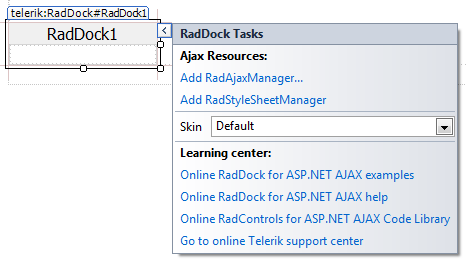 telerik:RadDock#RadDock1
RadDock1
RadDock Tasks
Ajax Resources:
Add RadAjaxManager...
Add RadStyleSheetManager
Skin Default
Learning center:
Online RadDock for ASP.NET AJAX examples
Online RadDock for ASP.NET AJAX help
Online RadControls for ASP.NET AJAX Code Library
Go to online Telerik support center